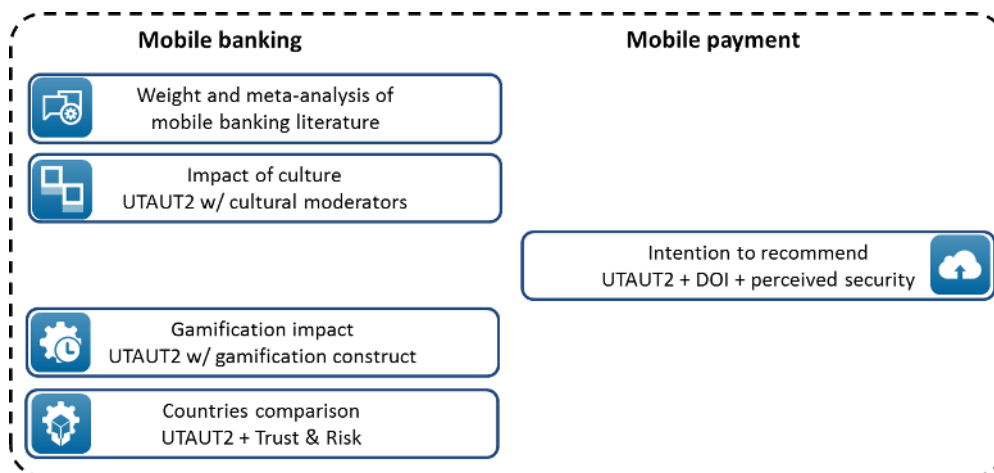 Mobile banking
Mobile payment
Weight and meta-analysis of
mobile banking literature
Impact of culture
UTAUT2 w/ cultural moderators
Intention to recommend
UTAUT2 + DOI + perceived security
Gamification impact
UTAUT2 w/ gamification construct
Countries comparison
UTAUT2 + Trust & Risk